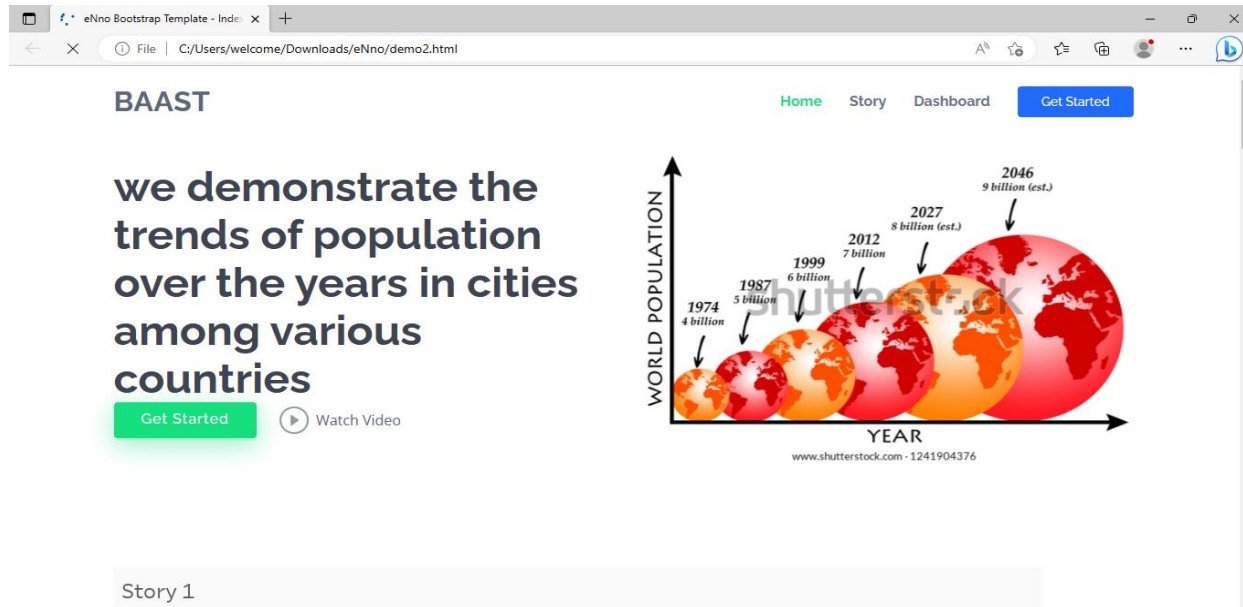 eNno Bootstrap Template - Inde
File
C:/Users/welcome/Downloads/eNno/demo2.html
BAAST
Home Story Dashboard Get Started
we demonstrate the
trends of population
over the years in cities
among various
countries
Get Started
Watch Video
WORLD POPULATION
1974
4 billion
1987
5 billion
1999
6 billion
2012
7 billion
2027
8 billion (est.)
2046
9 billion (est.)
shutterstock
YEAR
www.shutterstock.com · 1241904376
Story 1